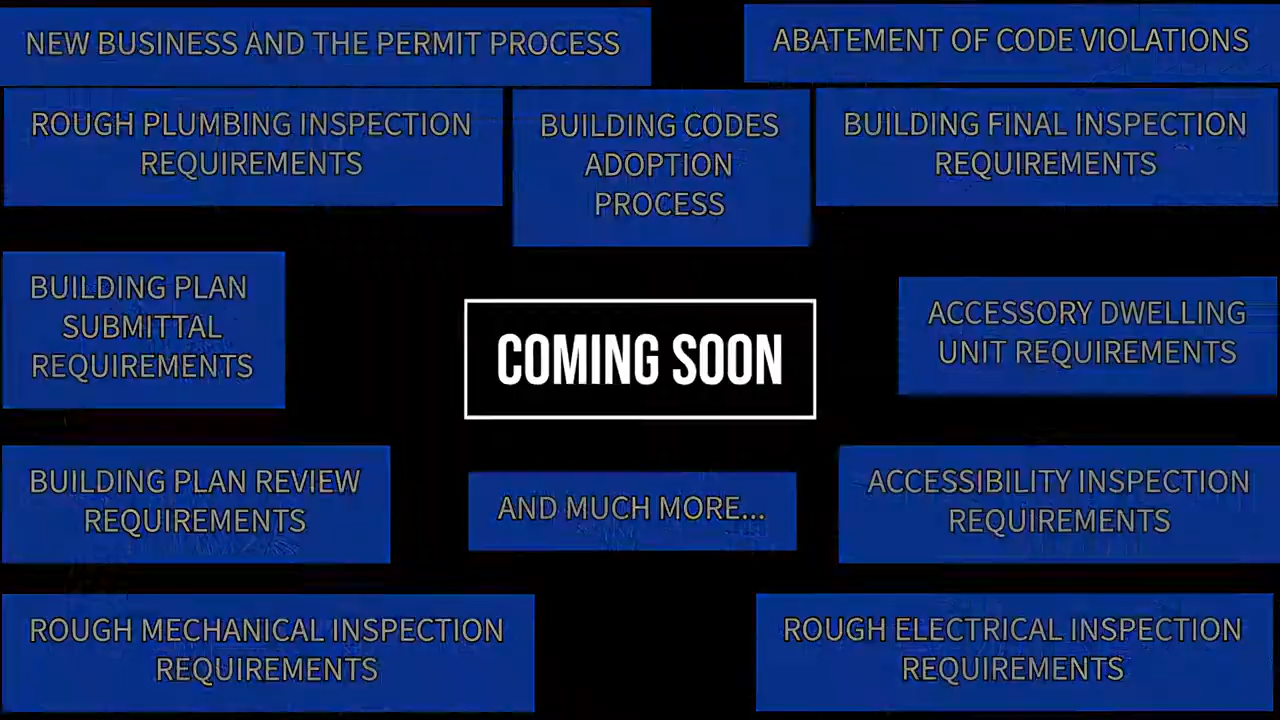 NEW BUSINESS AND THE PERMIT PROCESS
ABATEMENT OF CODE VIOLATIONS
ROUGH PLUMBING INSPECTION
REQUIREMENTS
BUILDING CODES
ADOPTION
PROCESS
BUILDING FINAL INSPECTION
REQUIREMENTS
BUILDING PLAN
SUBMITTAL
REQUIREMENTS
COMING SOON
ACCESSORY DWELLING
UNIT REQUIREMENTS
BUILDING PLAN REVIEW
REQUIREMENTS
AND MUCH MORE...
ACCESSIBILITY INSPECTION
REQUIREMENTS
ROUGH MECHANICAL INSPECTION
REQUIREMENTS
ROUGH ELECTRICAL INSPECTION
REQUIREMENTS